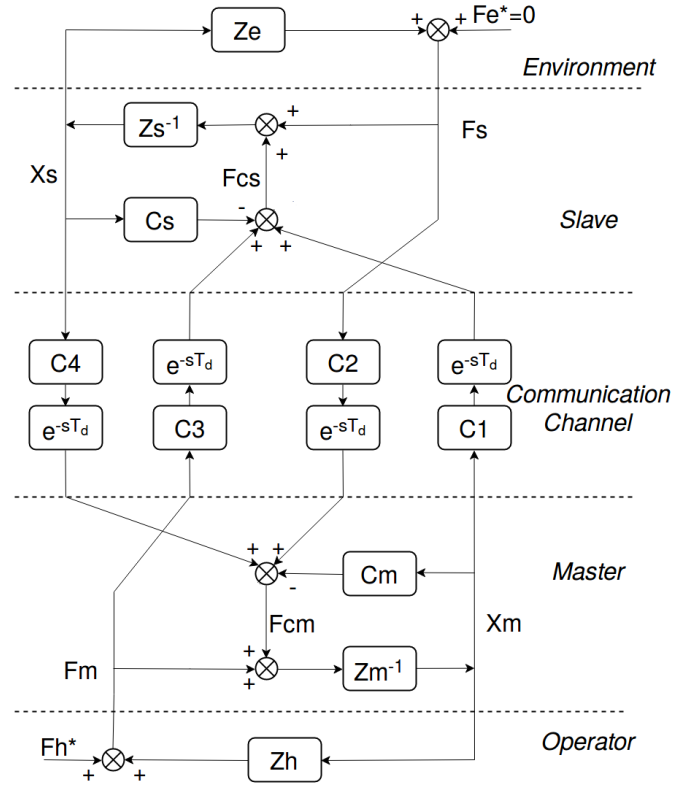 Ze
+ +
Fe*=0
Environment
Zs⁻¹
+
+
Fs
Xs
Fcs
Cs
-
+ +
Slave
C4
e⁻ˢᵀd
C2
e⁻ˢᵀd
e⁻ˢᵀd
C3
e⁻ˢᵀd
C1
Communication
Channel
+ +
Cm
-
Master
Fcm
Xm
Fm
+
+
Zm⁻¹
Fh*
+ +
Zh
Operator